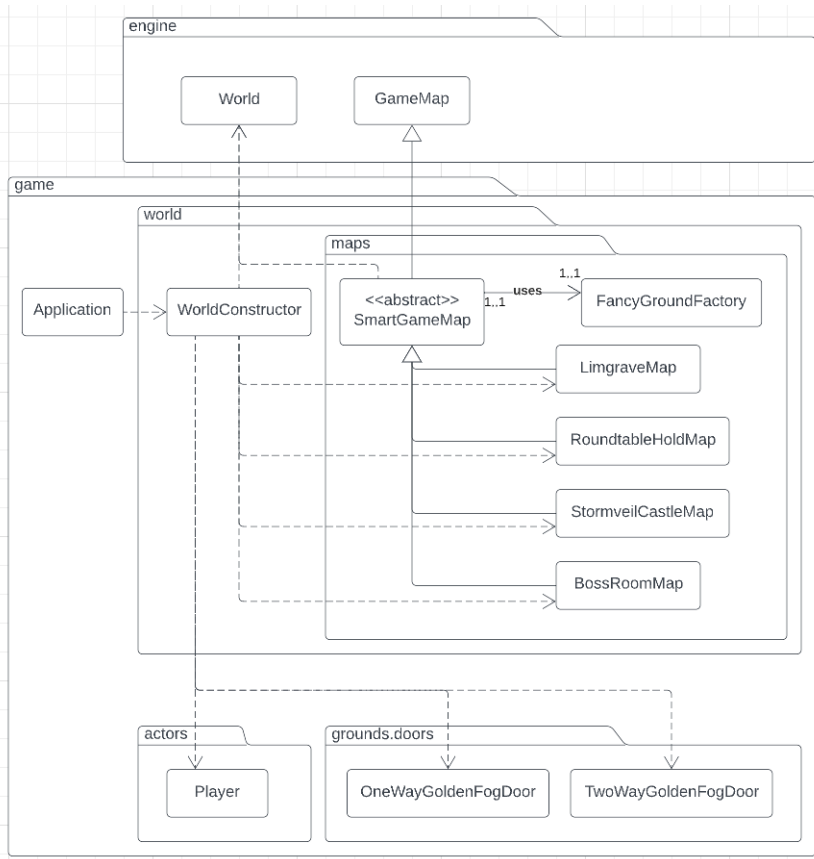 engine
World
GameMap
game
world
maps
Application
WorldConstructor
<<abstract>>
SmartGameMap
1..1
uses
1..1
FancyGroundFactory
LimgraveMap
RoundtableHoldMap
StormveilCastleMap
BossRoomMap
actors
Player
grounds.doors
OneWayGoldenFogDoor
TwoWayGoldenFogDoor